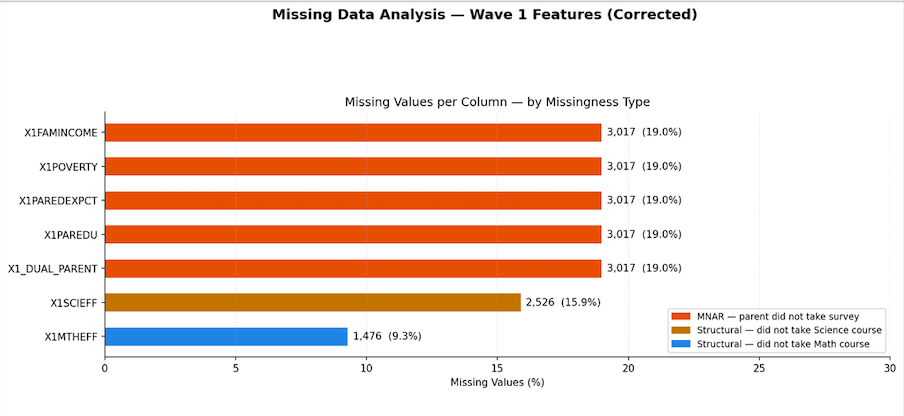 Missing Data Analysis — Wave 1 Features (Corrected)
Missing Values per Column — by Missingness Type
X1FAMINCOME 3,017 (19.0%)
X1POVERTY 3,017 (19.0%)
X1PAREDEXPCT 3,017 (19.0%)
X1PAREDU 3,017 (19.0%)
X1_DUAL_PARENT 3,017 (19.0%)
X1SCIEFF 2,526 (15.9%)
X1MTHEFF 1,476 (9.3%)
MNAR — parent did not take survey
Structural — did not take Science course
Structural — did not take Math course
0 5 10 15 20 25 30
Missing Values (%)